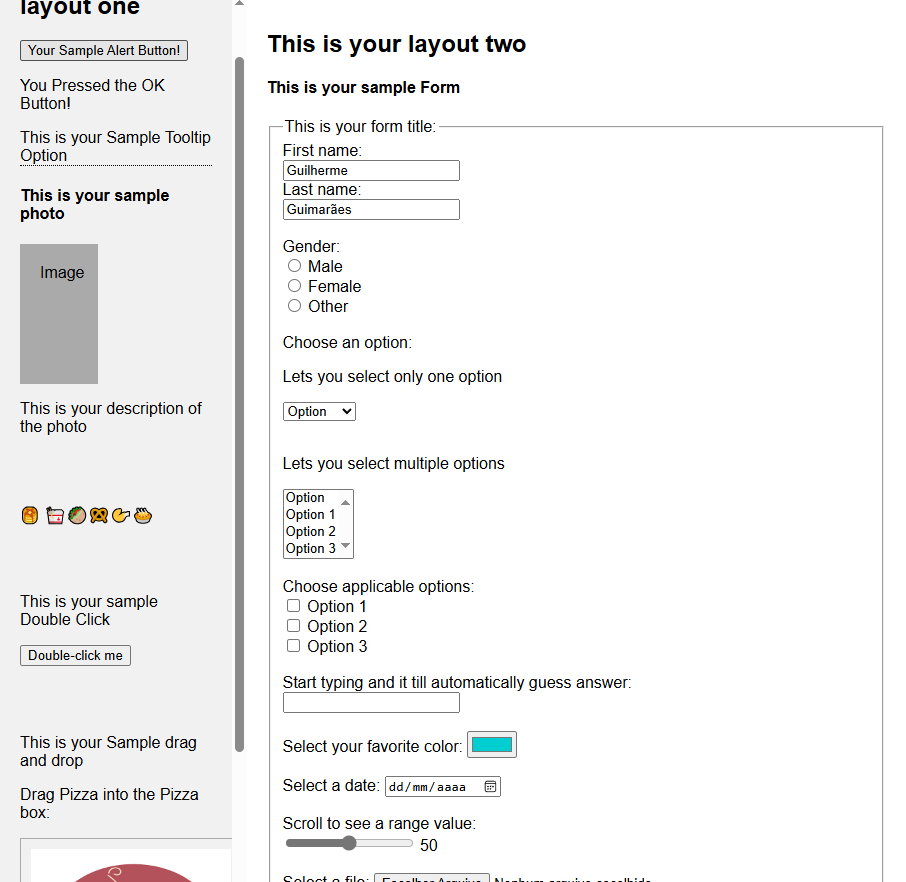 layout one
Your Sample Alert Button!
You Pressed the OK
Button!
This is your Sample Tooltip
Option
This is your sample
photo
Image
This is your description of
the photo
This is your sample
Double Click
Double-click me
This is your Sample drag
and drop
Drag Pizza into the Pizza
box:
This is your layout two
This is your sample Form
This is your form title:
First name:
Guilherme
Last name:
Guimarães
Gender:
Male
Female
Other
Choose an option:
Lets you select only one option
Option
Lets you select multiple options
Option
Option 1
Option 2
Option 3
Choose applicable options:
Option 1
Option 2
Option 3
Start typing and it till automatically guess answer:
Select your favorite color:
Select a date: dd/mm/aaaa
Scroll to see a range value:
50
Select a file: Escolher Arquivo Nenhum arquivo escolhido